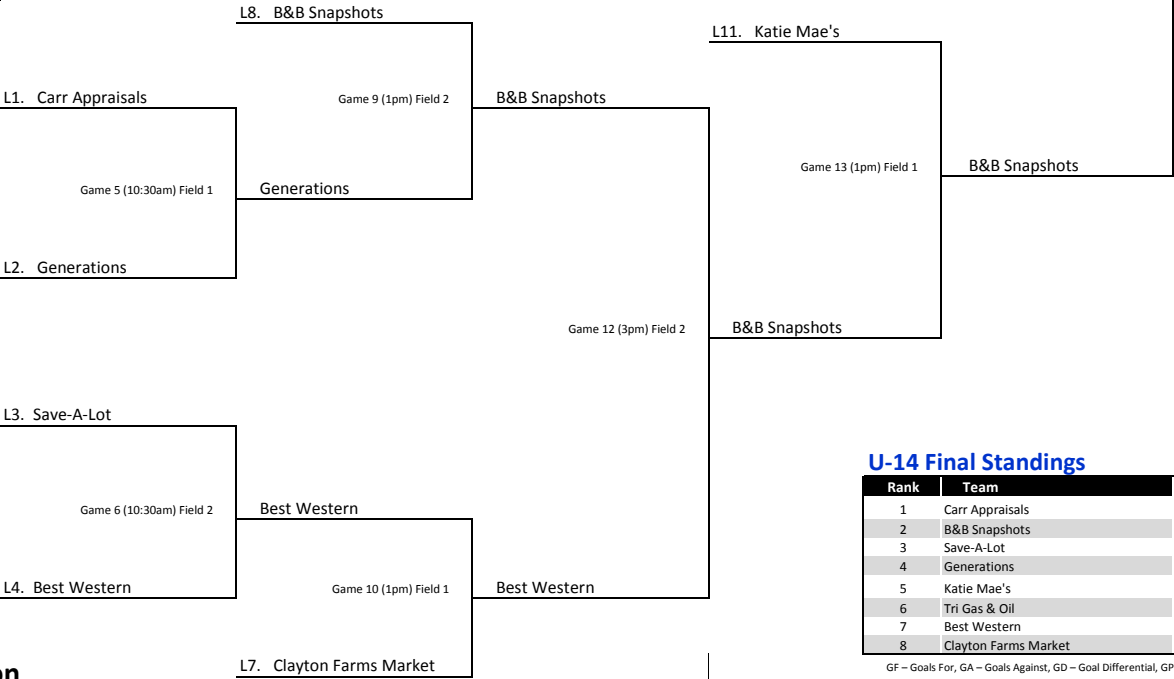 L8. B&B Snapshots
L11. Katie Mae's
L1. Carr Appraisals
Game 9 (1pm) Field 2
B&B Snapshots
Game 13 (1pm) Field 1
B&B Snapshots
Game 5 (10:30am) Field 1
Generations
L2. Generations
Game 12 (3pm) Field 2
B&B Snapshots
L3. Save-A-Lot
Game 6 (10:30am) Field 2
Best Western
L4. Best Western
Game 10 (1pm) Field 1
Best Western
L7. Clayton Farms Market
on
U-14 Final Standings
Rank Team
1 Carr Appraisals
2 B&B Snapshots
3 Save-A-Lot
4 Generations
5 Katie Mae's
6 Tri Gas & Oil
7 Best Western
8 Clayton Farms Market
GF – Goals For, GA – Goals Against, GD – Goal Differential, GP